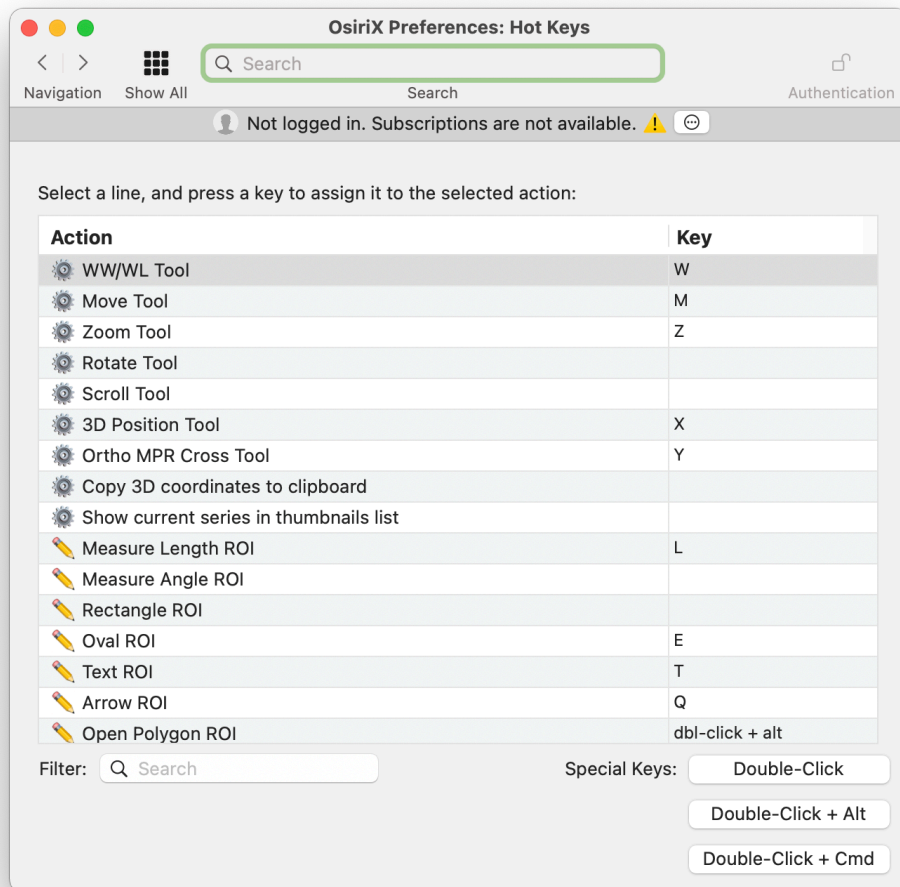 OsiriX Preferences: Hot Keys
Search
Navigation Show All Search Authentication
Not logged in. Subscriptions are not available.
Select a line, and press a key to assign it to the selected action:
Action Key
WW/WL Tool W
Move Tool M
Zoom Tool Z
Rotate Tool
Scroll Tool
3D Position Tool X
Ortho MPR Cross Tool Y
Copy 3D coordinates to clipboard
Show current series in thumbnails list
Measure Length ROI L
Measure Angle ROI
Rectangle ROI
Oval ROI E
Text ROI T
Arrow ROI Q
Open Polygon ROI dbl-click + alt
Filter: Search Special Keys: Double-Click
Double-Click + Alt
Double-Click + Cmd